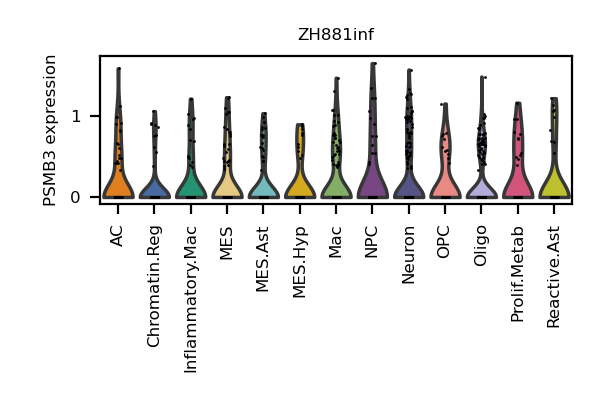 ZH881inf
PSMB3 expression
1
0
AC
Chromatin.Reg
Inflammatory.Mac
MES
MES.Ast
MES.Hyp
Mac
NPC
Neuron
OPC
Oligo
Prolif.Metab
Reactive.Ast